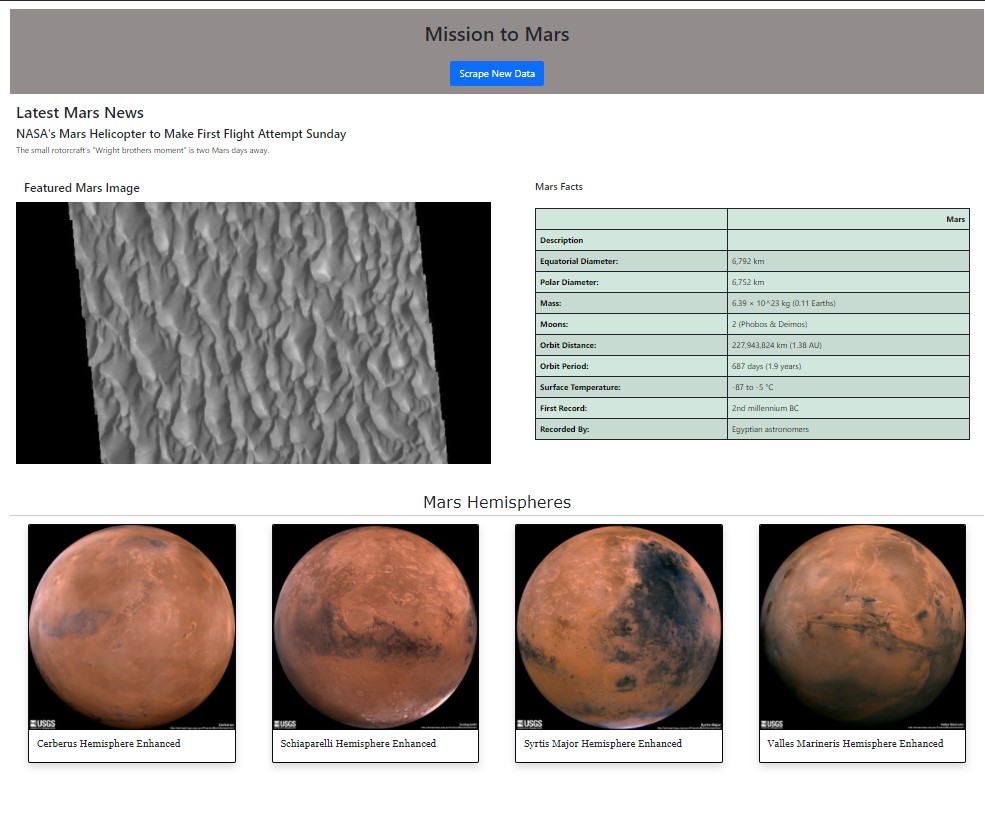 Mission to Mars
Scrape New Data
Latest Mars News
NASA's Mars Helicopter to Make First Flight Attempt Sunday
The small rotorcraft's "Wright brothers moment" is two Mars days away.
Featured Mars Image
Mars Facts
Mars
Description
Equatorial Diameter: 6,792 km
Polar Diameter: 6,752 km
Mass: 6.39 × 10^23 kg (0.11 Earths)
Moons: 2 (Phobos & Deimos)
Orbit Distance: 227,943,824 km (1.38 AU)
Orbit Period: 687 days (1.9 years)
Surface Temperature: -87 to -5 °C
First Record: 2nd millennium BC
Recorded By: Egyptian astronomers
Mars Hemispheres
USGS
USGS
USGS
USGS
Cerberus Hemisphere Enhanced
Schiaparelli Hemisphere Enhanced
Syrtis Major Hemisphere Enhanced
Valles Marineris Hemisphere Enhanced